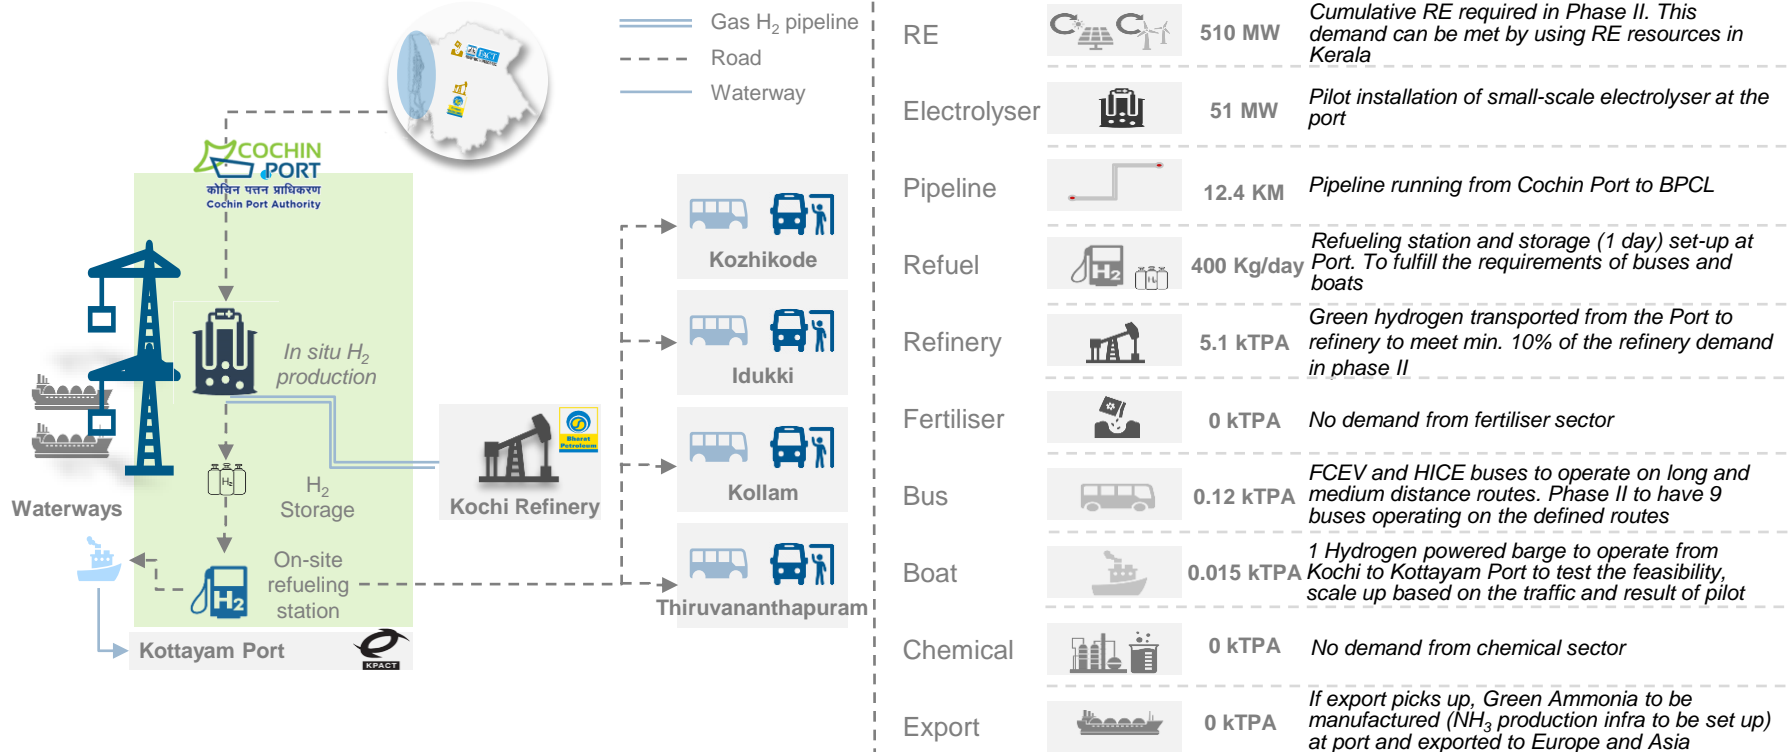 Gas H₂ pipeline
Road
Waterway
FACT
COCHIN
PORT
कोचिन पत्तन प्राधिकरण
Cochin Port Authority
In situ H₂
production
H₂
H₂
Storage
Waterways
On-site
refueling
station
H₂
Kottayam Port
KPACT
Bharat
Petroleum
Kochi Refinery
Kozhikode
Idukki
Kollam
Thiruvananthapuram
RE
510 MW
Cumulative RE required in Phase II. This
demand can be met by using RE resources in
Kerala
Electrolyser
51 MW
Pilot installation of small-scale electrolyser at the
port
Pipeline
12.4 KM
Pipeline running from Cochin Port to BPCL
Refuel
H₂
400 Kg/day
Refueling station and storage (1 day) set-up at
Port. To fulfill the requirements of buses and
boats
Refinery
5.1 kTPA
Green hydrogen transported from the Port to
refinery to meet min. 10% of the refinery demand
in phase II
Fertiliser
0 kTPA
No demand from fertiliser sector
Bus
0.12 kTPA
FCEV and HICE buses to operate on long and
medium distance routes. Phase II to have 9
buses operating on the defined routes
Boat
0.015 kTPA
1 Hydrogen powered barge to operate from
Kochi to Kottayam Port to test the feasibility,
scale up based on the traffic and result of pilot
Chemical
0 kTPA
No demand from chemical sector
Export
0 kTPA
If export picks up, Green Ammonia to be
manufactured (NH₃ production infra to be set up)
at port and exported to Europe and Asia